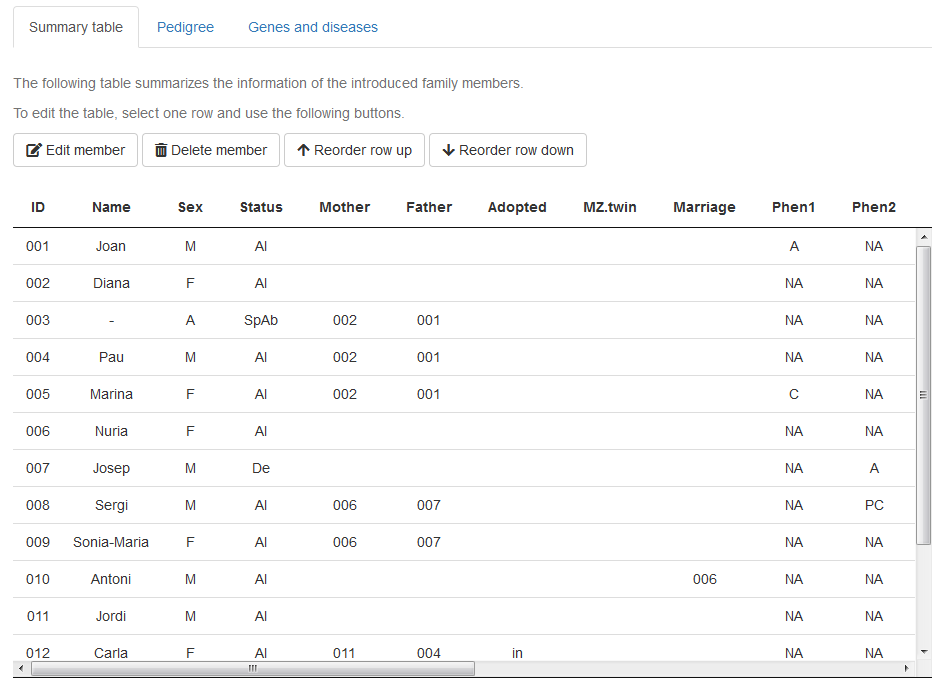 Summary table Pedigree Genes and diseases
The following table summarizes the information of the introduced family members.
To edit the table, select one row and use the following buttons.
Edit member Delete member Reorder row up Reorder row down
ID Name Sex Status Mother Father Adopted MZ.twin Marriage Phen1 Phen2
001 Joan M Al A NA
002 Diana F Al NA NA
003 - A SpAb 002 001 NA NA
004 Pau M Al 002 001 NA NA
005 Marina F Al 002 001 C NA
006 Nuria F Al NA NA
007 Josep M De NA A
008 Sergi M Al 006 007 NA PC
009 Sonia-Maria F Al 006 007 NA NA
010 Antoni M Al 006 NA NA
011 Jordi M Al NA NA
012 Carla F Al 011 004 in NA NA